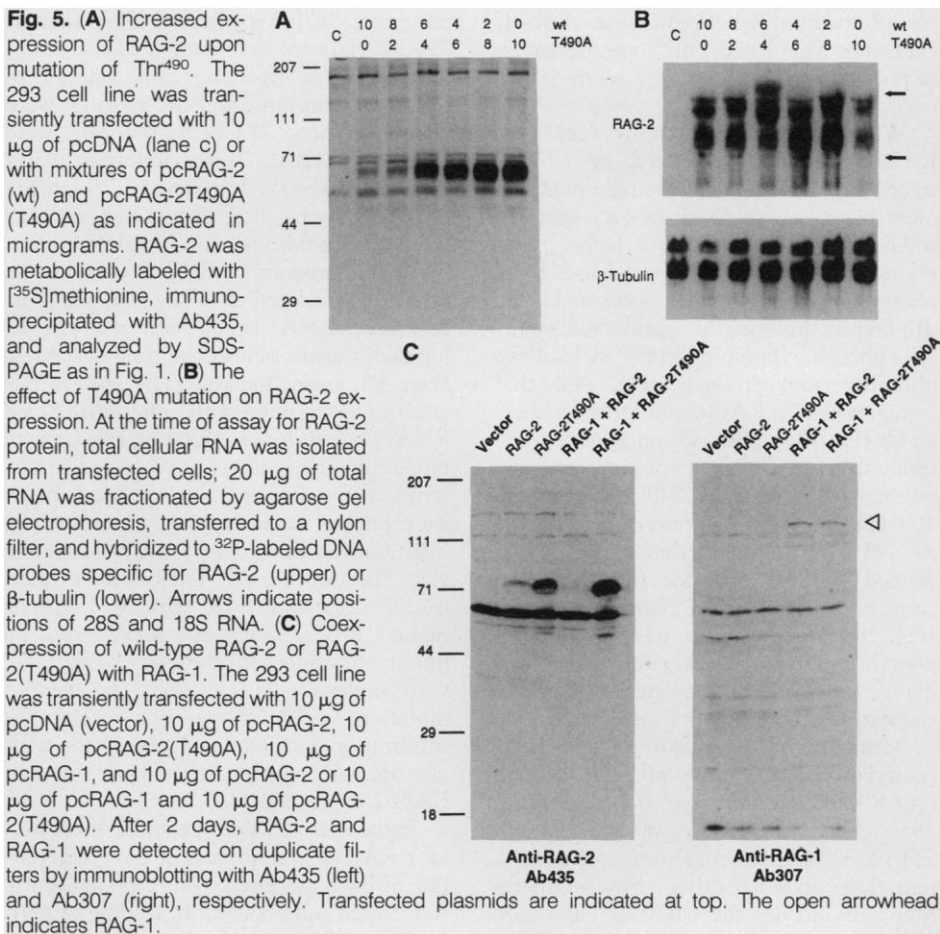 Fig. 5. (A) Increased ex-
pression of RAG-2 upon
mutation of Thr⁴⁹⁰. The
293 cell line was tran-
siently transfected with 10
μg of pcDNA (lane c) or
with mixtures of pcRAG-2
(wt) and pcRAG-2T490A
(T490A) as indicated in
micrograms. RAG-2 was
metabolically labeled with
[³⁵S]methionine, immuno-
precipitated with Ab435,
and analyzed by SDS-
PAGE as in Fig. 1. (B) The
effect of T490A mutation on RAG-2 ex-
pression. At the time of assay for RAG-2
protein, total cellular RNA was isolated
from transfected cells; 20 μg of total
RNA was fractionated by agarose gel
electrophoresis, transferred to a nylon
filter, and hybridized to ³²P-labeled DNA
probes specific for RAG-2 (upper) or
β-tubulin (lower). Arrows indicate posi-
tions of 28S and 18S RNA. (C) Coex-
pression of wild-type RAG-2 or RAG-
2(T490A) with RAG-1. The 293 cell line
was transiently transfected with 10 μg of
pcDNA (vector), 10 μg of pcRAG-2, 10
μg of pcRAG-2(T490A), 10 μg of
pcRAG-1, and 10 μg of pcRAG-2 or 10
μg of pcRAG-1 and 10 μg of pcRAG-
2(T490A). After 2 days, RAG-2 and
RAG-1 were detected on duplicate fil-
ters by immunoblotting with Ab435 (left)
and Ab307 (right), respectively. Transfected plasmids are indicated at top. The open arrowhead
indicates RAG-1.
A
10 8 6 4 2 wt
C 0 2 4 6 8 10 T490A
207
111
71
44
29
B
10 8 6 4 2 0 wt
C 0 2 4 6 8 10 T490A
RAG-2
β-Tubulin
C
Vector
RAG-2
RAG-2T490A
RAG-1 + RAG-2
RAG-1 + RAG-2T490A
207
111
71
44
29
18
Anti-RAG-2
Ab435
Vector
RAG-2
RAG-2T490A
RAG-1 + RAG-2
RAG-1 + RAG-2T490A
Anti-RAG-1
Ab307